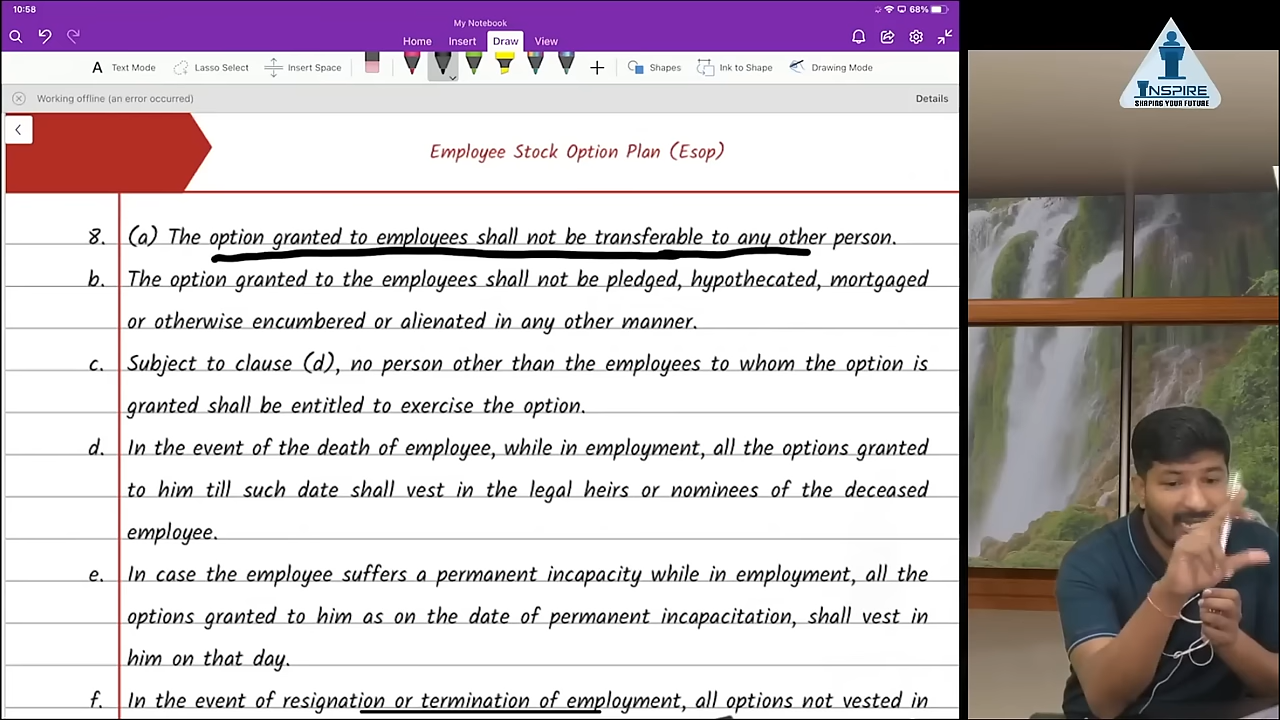 10:58
68%
My Notebook
Home Insert Draw View
Text Mode Lasso Select Insert Space Shapes Ink to Shape Drawing Mode
Working offline (an error occurred) Details
INSPIRE
SHAPING YOUR FUTURE
Employee Stock Option Plan (Esop)
8. (a) The option granted to employees shall not be transferable to any other person.
b. The option granted to the employees shall not be pledged, hypothecated, mortgaged
or otherwise encumbered or alienated in any other manner.
c. Subject to clause (d), no person other than the employees to whom the option is
granted shall be entitled to exercise the option.
d. In the event of the death of employee, while in employment, all the options granted
to him till such date shall vest in the legal heirs or nominees of the deceased
employee.
e. In case the employee suffers a permanent incapacity while in employment, all the
options granted to him as on the date of permanent incapacitation, shall vest in
him on that day.
f. In the event of resignation or termination of employment, all options not vested in